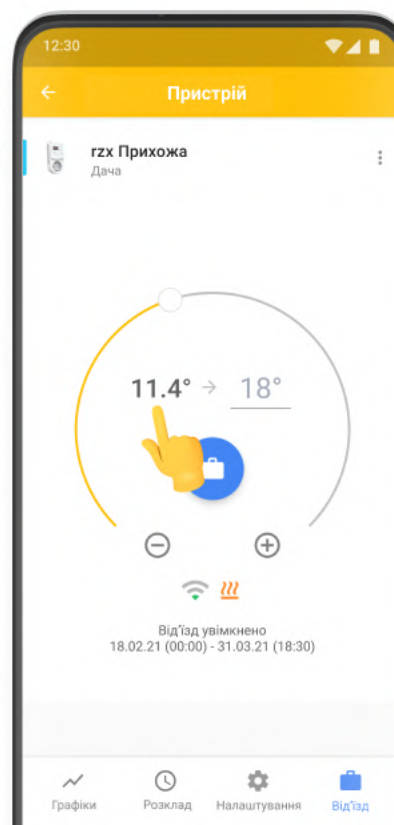 12:30
Пристрій
rzx Прихожа
Дача
11.4° → 18°
Від'їзд увімкнено
18.02.21 (00:00) - 31.03.21 (18:30)
Графіки Розклад Налаштування Від'їзд